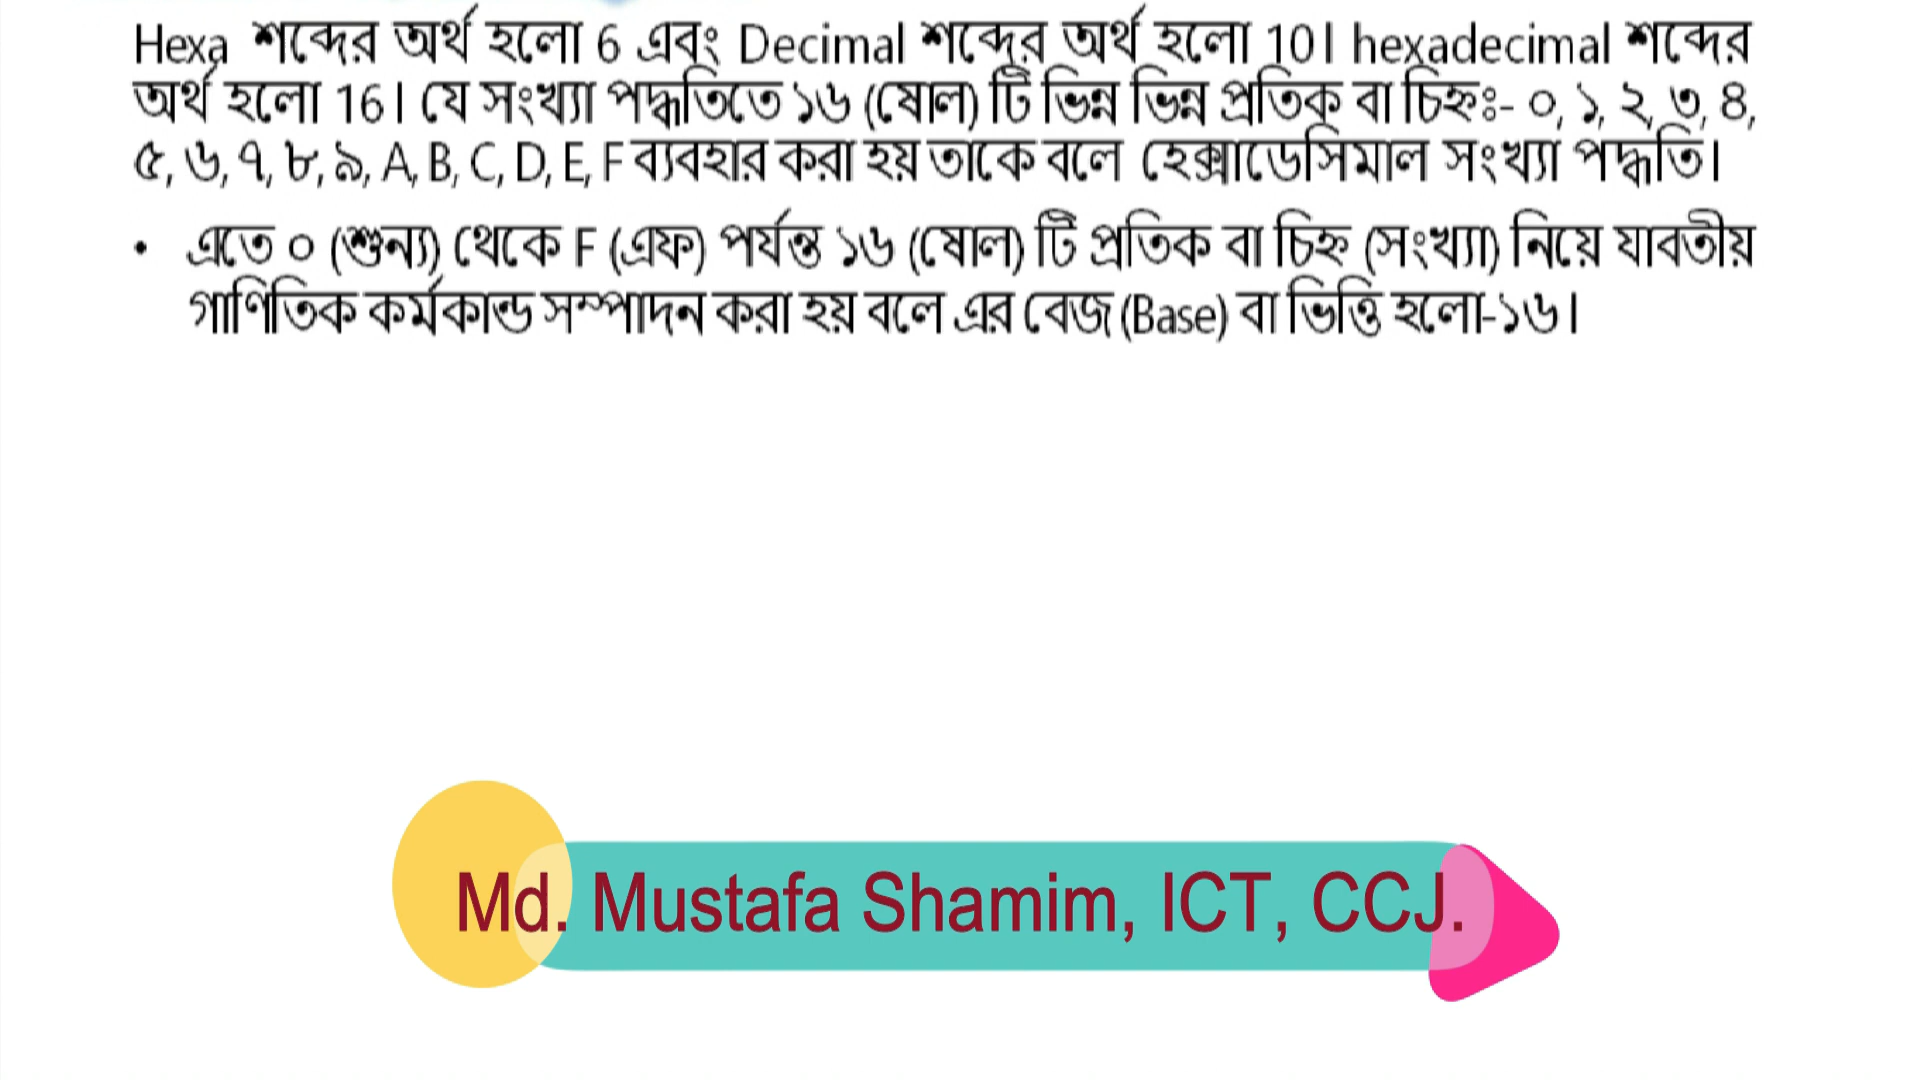 Hexa শব্দের অর্থ হলো 6 এবং Decimal শব্দের অর্থ হলো 10। hexadecimal শব্দের
অর্থ হলো 16। যে সংখ্যা পদ্ধতিতে ১৬ (ষোল) টি ভিন্ন ভিন্ন প্রতিক বা চিহ্নঃ- ০, ১, ২, ৩, 8,
৫, ৬, ৭, ৮, ৯, A, B, C, D, E, F ব্যবহার করা হয় তাকে বলে হেক্সাডেসিমাল সংখ্যা পদ্ধতি।
• এতে ০ (শুন্য) থেকে F (এফ) পর্যন্ত ১৬ (ষোল) টি প্রতিক বা চিহ্ন (সংখ্যা) নিয়ে যাবতীয়
গাণিতিক কর্মকান্ড সম্পাদন করা হয় বলে এর বেজ (Base) বা ভিত্তি হলো-১৬।
Md. Mustafa Shamim, ICT, CCJ.